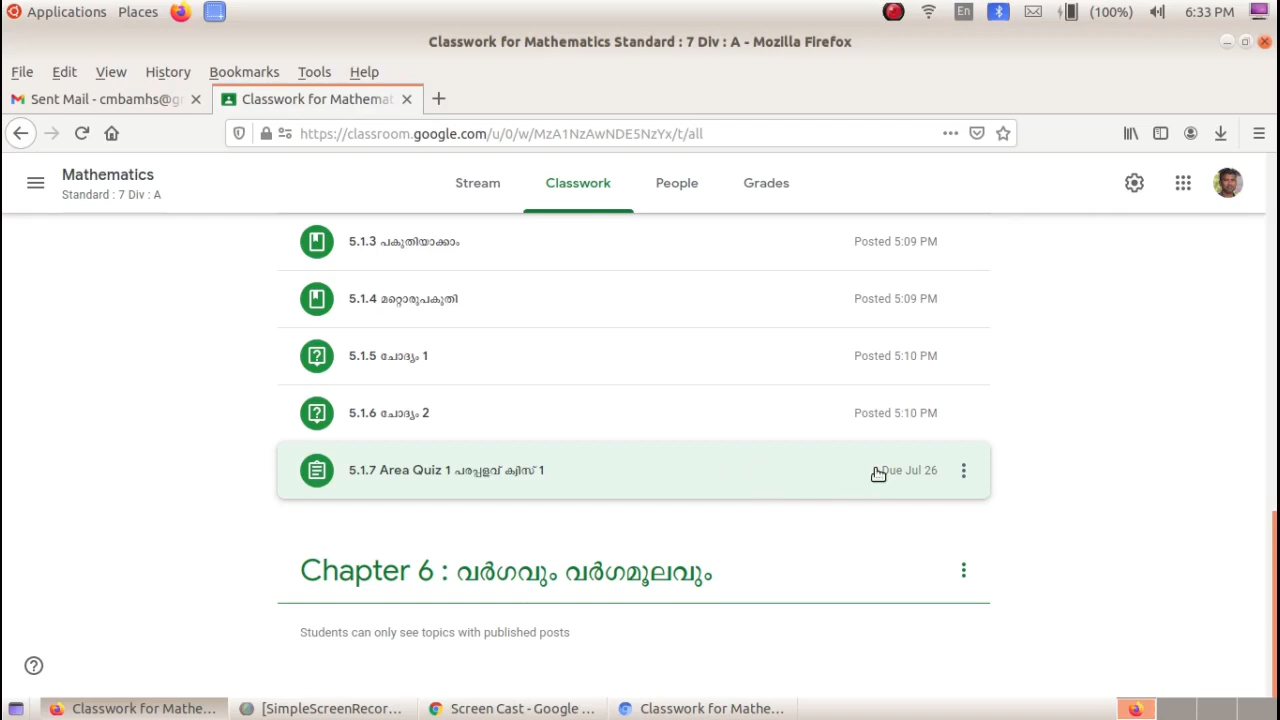 Applications Places En (100%) 6:33 PM
Classwork for Mathematics Standard : 7 Div : A - Mozilla Firefox
File Edit View History Bookmarks Tools Help
Sent Mail - cmbamhs@g Classwork for Mathemat
https://classroom.google.com/u/0/w/MzA1NzAwNDE5NzYx/t/all
Mathematics
Standard : 7 Div : A
Stream Classwork People Grades
5.1.3 പകുതിയാക്കാം Posted 5:09 PM
5.1.4 മറ്റൊരുപകുതി Posted 5:09 PM
5.1.5 ചോദ്യം 1 Posted 5:10 PM
5.1.6 ചോദ്യം 2 Posted 5:10 PM
5.1.7 Area Quiz 1 പരപ്പളവ് ക്വിസ് 1 Due Jul 26
Chapter 6 : വർഗവും വർഗമൂലവും
Students can only see topics with published posts
Classwork for Mathe... [SimpleScreenRecor... Screen Cast - Google ... Classwork for Mathe...